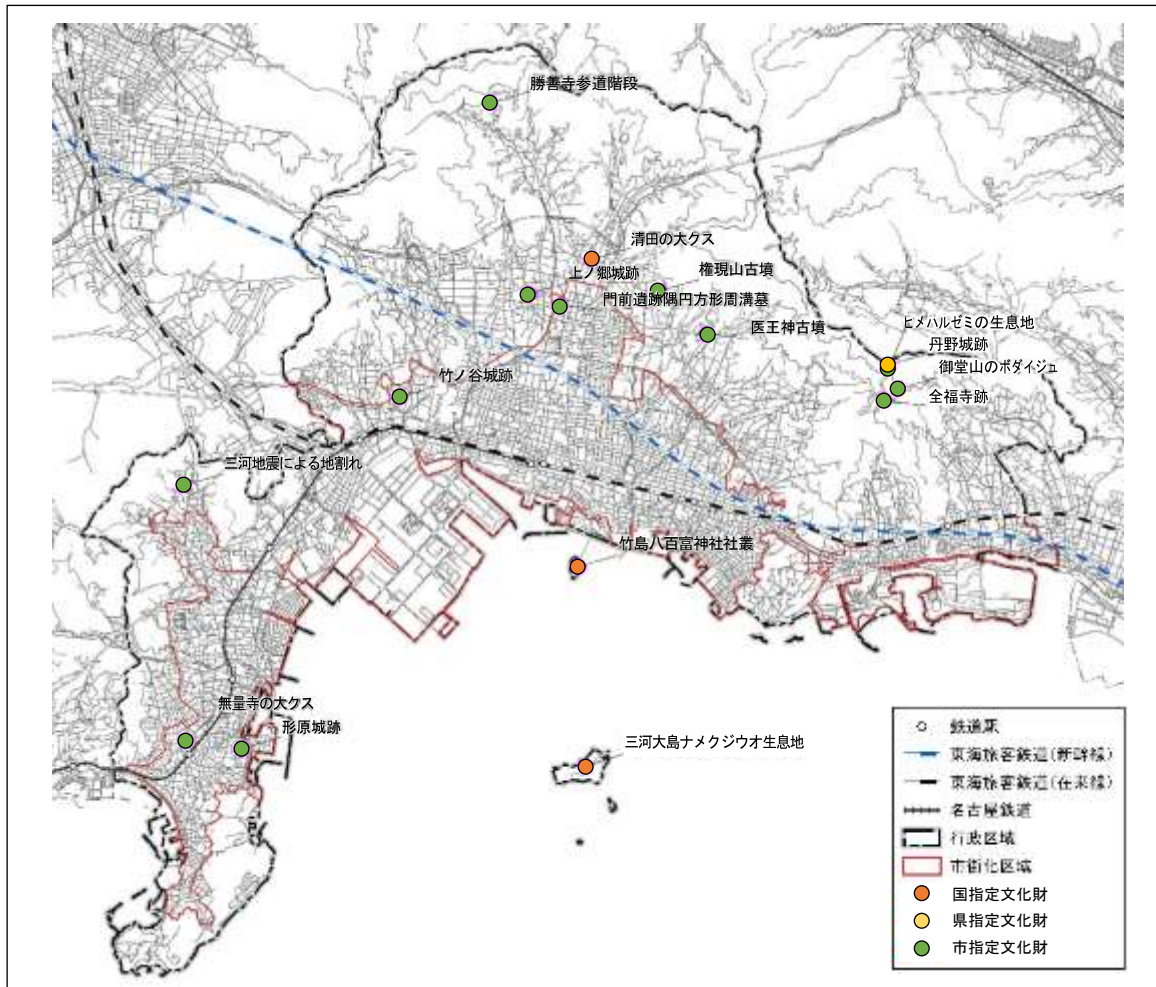 勝善寺参道階段
清田の大クス
上ノ郷城跡
権現山古墳
門前遺跡隅円方形周溝墓
医王神古墳
ヒメハルゼミの生息地
丹野城跡
御堂山のボダイジュ
全福寺跡
竹ノ谷城跡
三河地震による地割れ
竹島八百富神社社叢
無量寺の大クス
形原城跡
三河大島ナメクジウオ生息地
鉄道駅
東海旅客鉄道(新幹線)
東海旅客鉄道(在来線)
名古屋鉄道
行政区域
市街化区域
国指定文化財
県指定文化財
市指定文化財